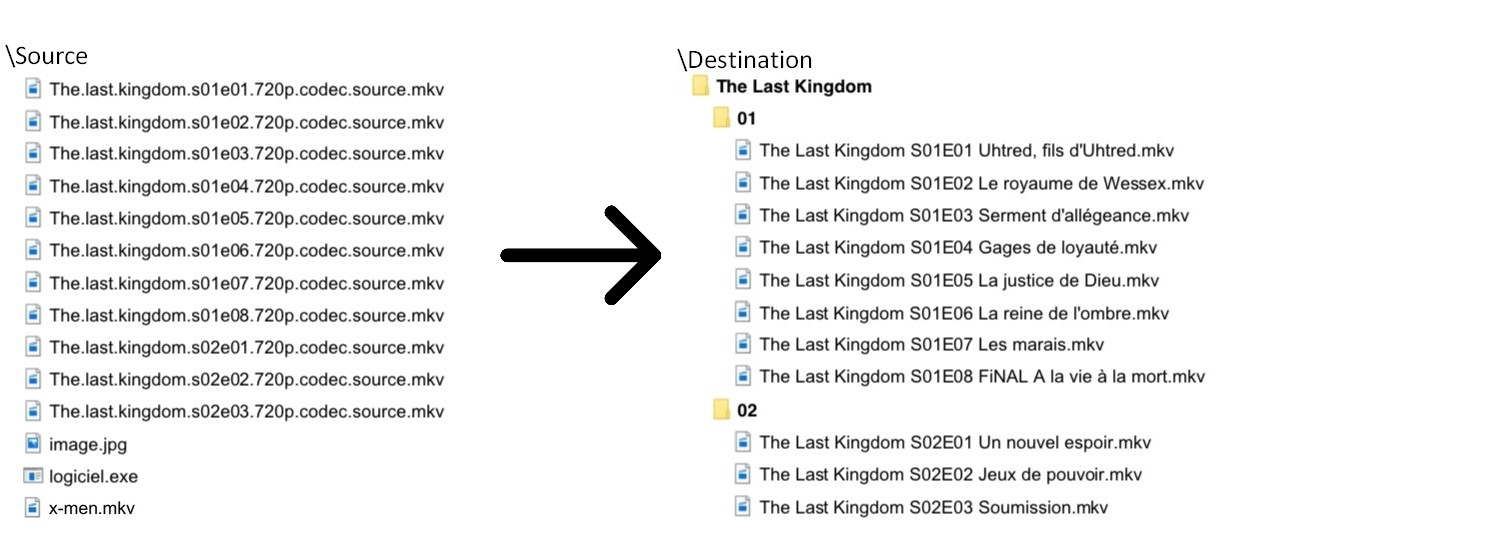 \Source
The.last.kingdom.s01e01.720p.codec.source.mkv
The.last.kingdom.s01e02.720p.codec.source.mkv
The.last.kingdom.s01e03.720p.codec.source.mkv
The.last.kingdom.s01e04.720p.codec.source.mkv
The.last.kingdom.s01e05.720p.codec.source.mkv
The.last.kingdom.s01e06.720p.codec.source.mkv
The.last.kingdom.s01e07.720p.codec.source.mkv
The.last.kingdom.s01e08.720p.codec.source.mkv
The.last.kingdom.s02e01.720p.codec.source.mkv
The.last.kingdom.s02e02.720p.codec.source.mkv
The.last.kingdom.s02e03.720p.codec.source.mkv
image.jpg
logiciel.exe
x-men.mkv
\Destination
The Last Kingdom
01
The Last Kingdom S01E01 Uhtred, fils d'Uhtred.mkv
The Last Kingdom S01E02 Le royaume de Wessex.mkv
The Last Kingdom S01E03 Serment d'allégeance.mkv
The Last Kingdom S01E04 Gages de loyauté.mkv
The Last Kingdom S01E05 La justice de Dieu.mkv
The Last Kingdom S01E06 La reine de l'ombre.mkv
The Last Kingdom S01E07 Les marais.mkv
The Last Kingdom S01E08 FiNAL A la vie à la mort.mkv
02
The Last Kingdom S02E01 Un nouvel espoir.mkv
The Last Kingdom S02E02 Jeux de pouvoir.mkv
The Last Kingdom S02E03 Soumission.mkv